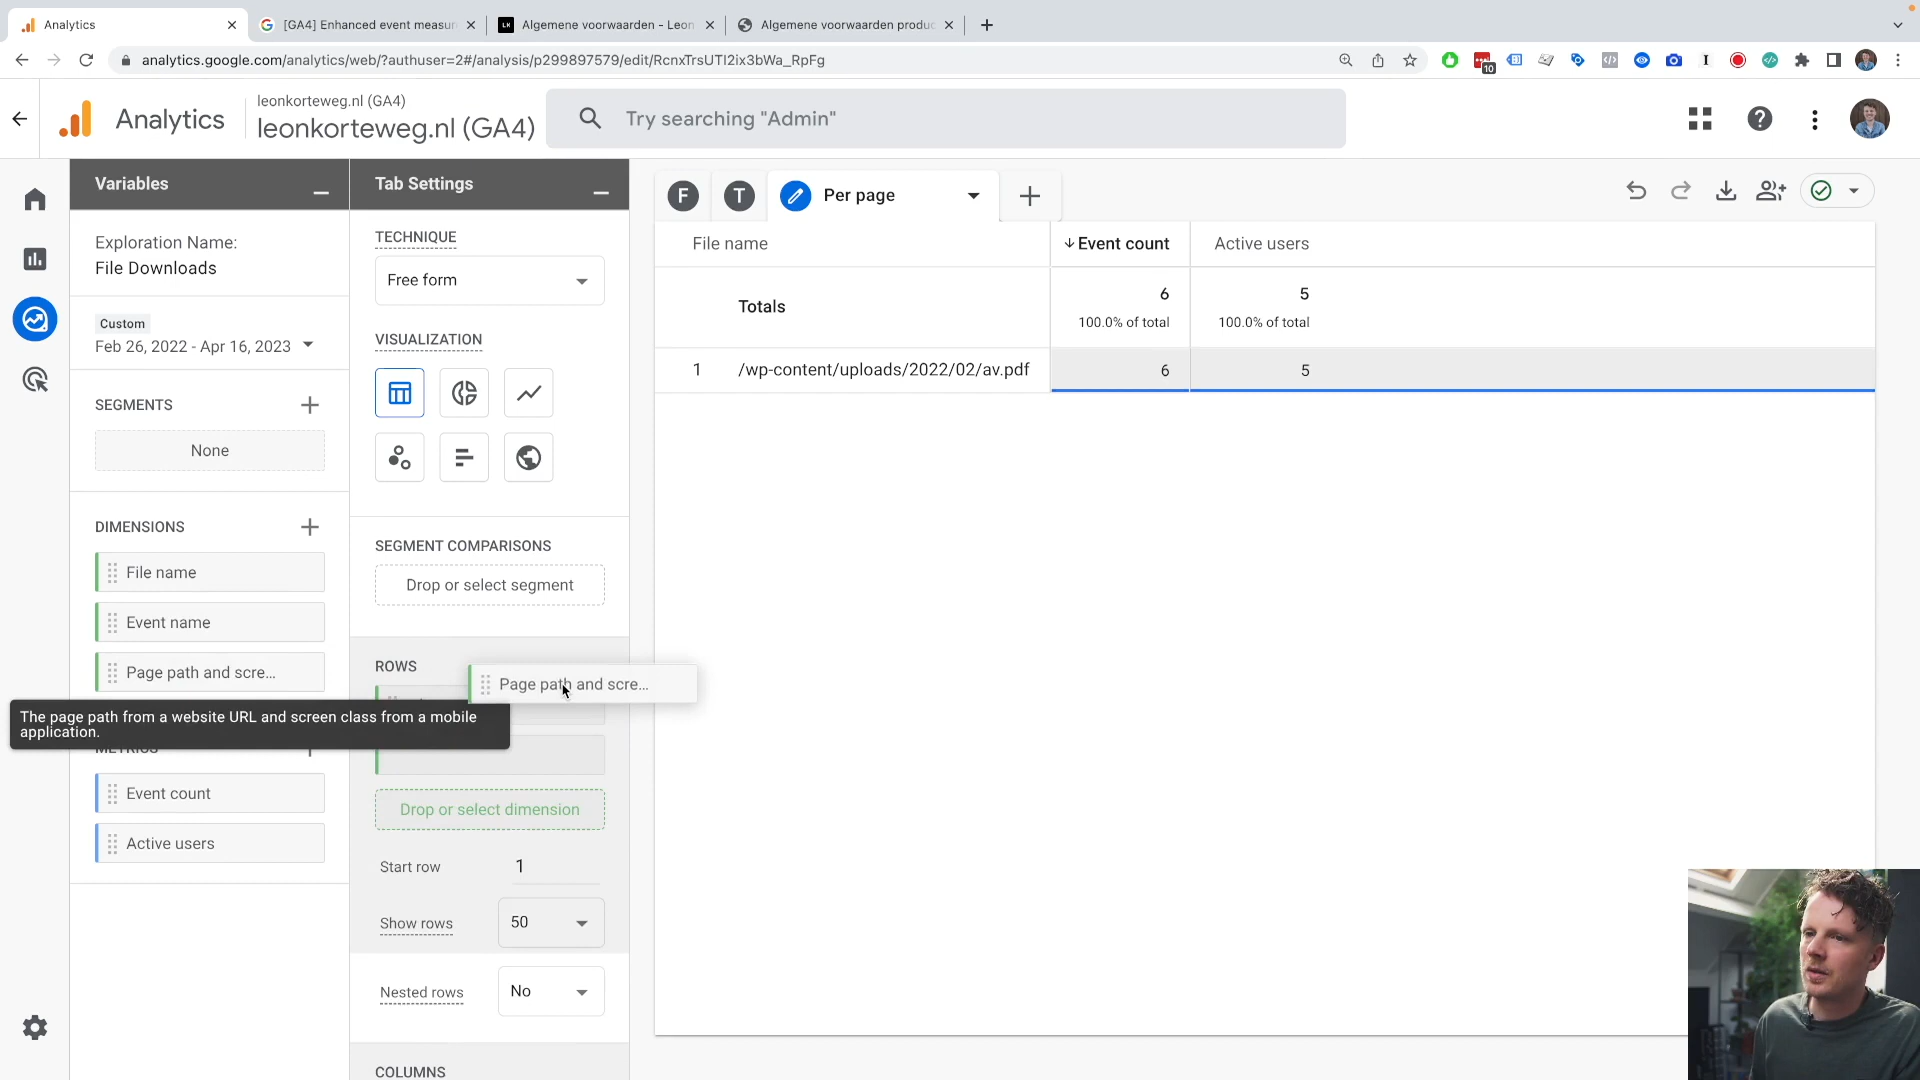 Analytics
[GA4] Enhanced event measur
LK
Algemene voorwaarden - Leon
Algemene voorwaarden produc
analytics.google.com/analytics/web/?authuser=2#/analysis/p299897579/edit/RcnxTrsUTI2ix3bWa_RpFg
10
Analytics
leonkorteweg.nl (GA4)
leonkorteweg.nl (GA4)
Try searching "Admin"
Variables
Exploration Name:
File Downloads
Custom
Feb 26, 2022 - Apr 16, 2023
SEGMENTS
None
DIMENSIONS
File name
Event name
Page path and scre...
The page path from a website URL and screen class from a mobile
application.
METRICS
Event count
Active users
Tab Settings
TECHNIQUE
Free form
VISUALIZATION
SEGMENT COMPARISONS
Drop or select segment
ROWS
Page path and scre...
Drop or select dimension
Start row
1
Show rows
50
Nested rows
No
COLUMNS
F
T
Per page
File name
Event count
Active users
Totals
6
5
100.0% of total
100.0% of total
1
/wp-content/uploads/2022/02/av.pdf
6
5